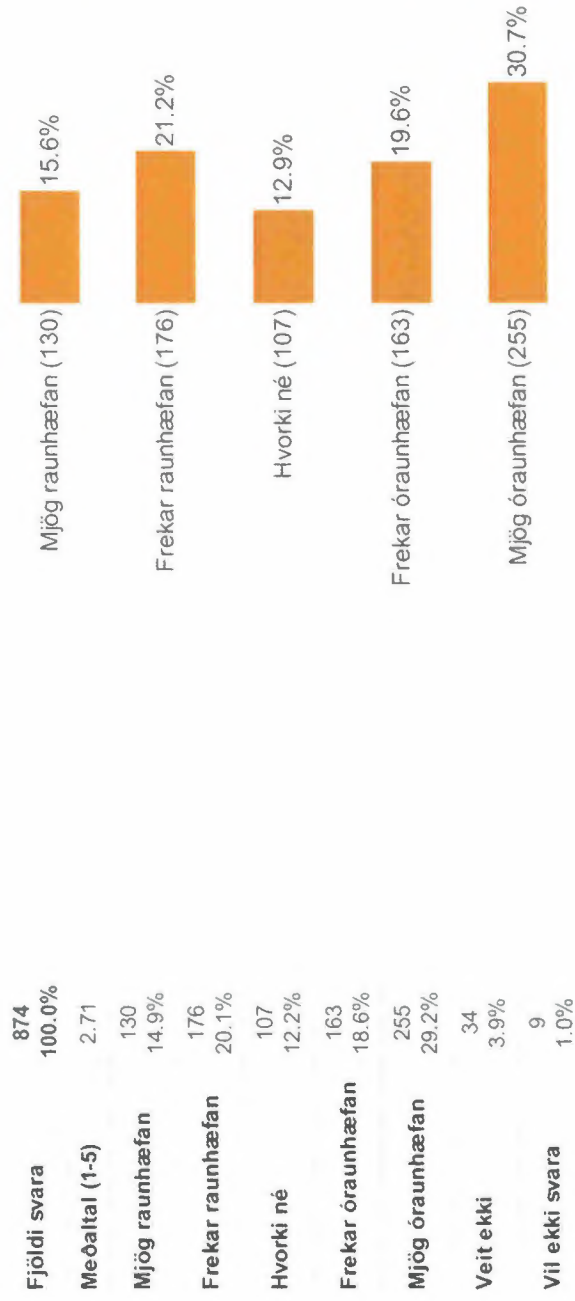 Fjöldi svara 874
100.0%
Meðaltal (1-5) 2.71
Mjög raunhæfan 130
14.9%
Frekar raunhæfan 176
20.1%
Hvorki né 107
12.2%
Frekar óraunhæfan 163
18.6%
Mjög óraunhæfan 255
29.2%
Veit ekki 34
3.9%
Vil ekki svara 9
1.0%
Mjög raunhæfan (130) 15.6%
Frekar raunhæfan (176) 21.2%
Hvorki né (107) 12.9%
Frekar óraunhæfan (163) 19.6%
Mjög óraunhæfan (255) 30.7%